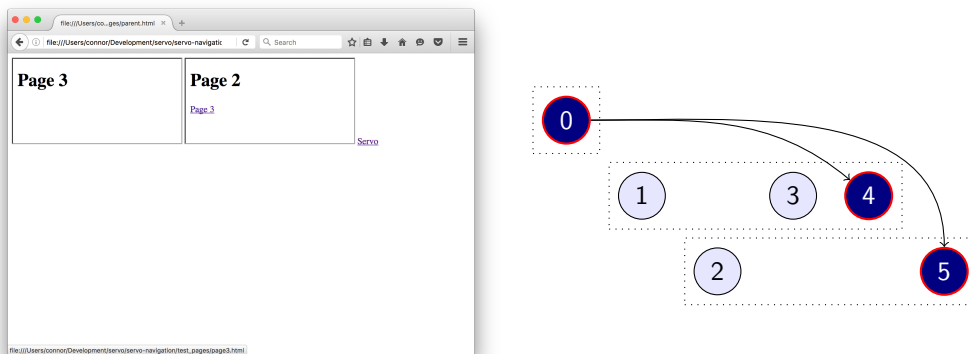 file:///Users/co...ges/parent.html
file:///Users/connor/Development/servo/servo-navigatic
Search
Page 3
Page 2
Page 3
Servo
file:///Users/connor/Development/servo/servo-navigation/test_pages/page3.html
0
1
3
4
2
5